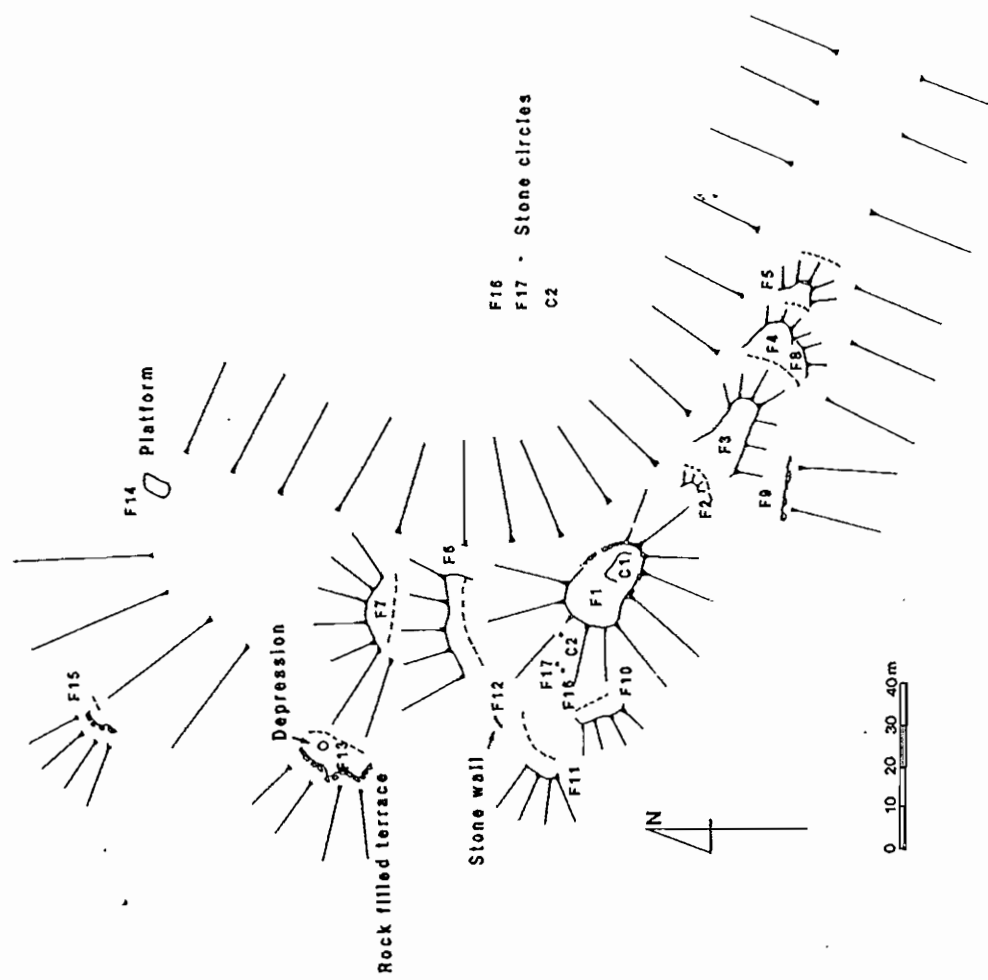 F14 Platform
F15
Depression
F13
Rock filled terrace
F7
F6
F16
F17 - Stone circles
C2
F12
Stone wall
F17
F16
C2
F1
C1
F10
F11
F2
F3
F4
F8
F5
F9
N
0 10 20 30 40m